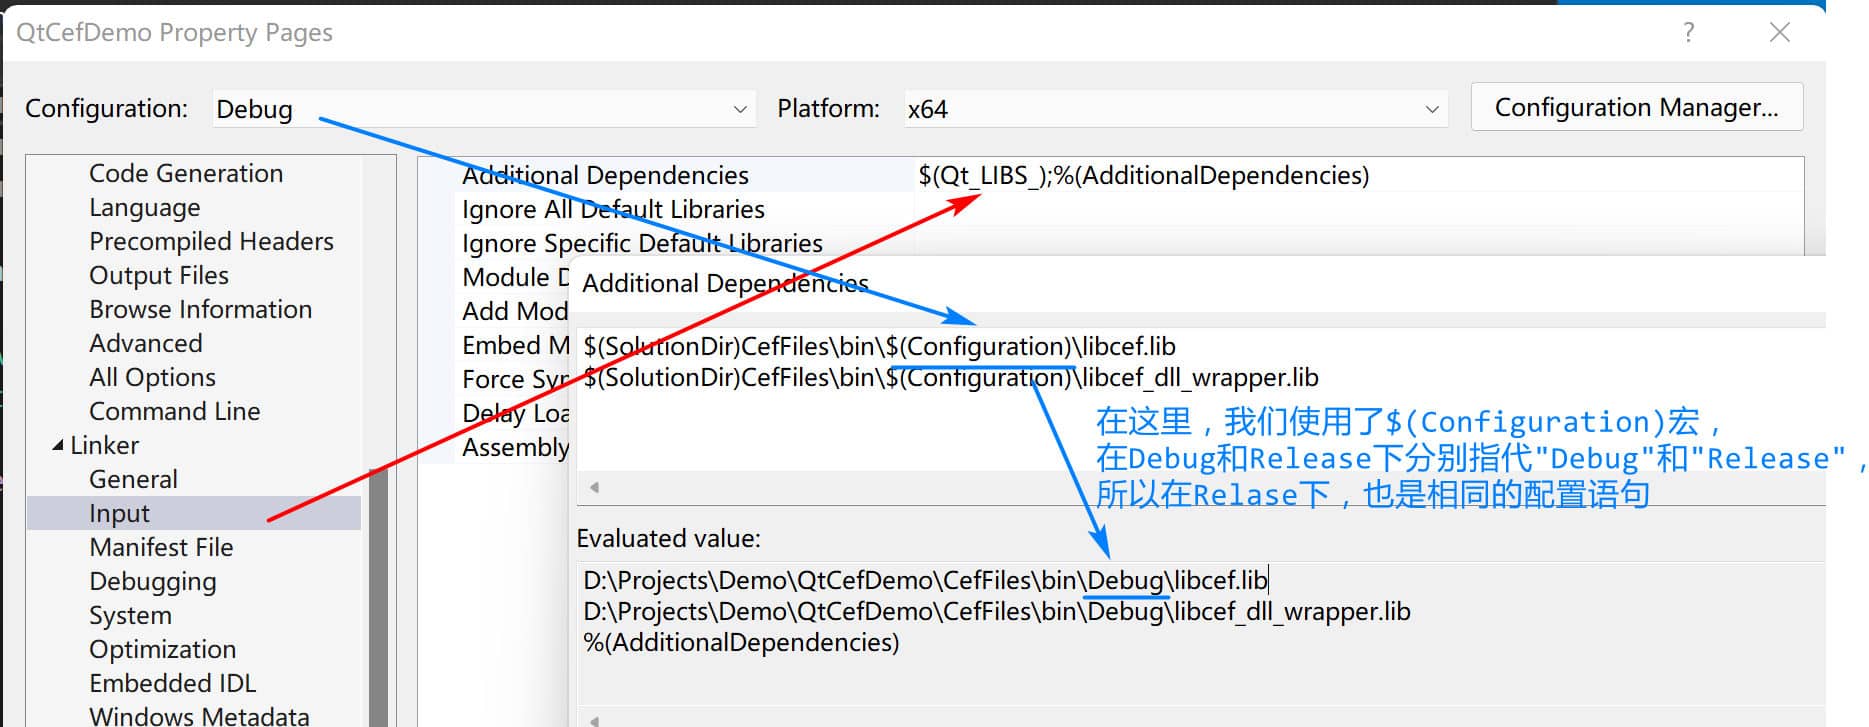 QtCefDemo Property Pages
Configuration: Debug Platform: x64 Configuration Manager...
Code Generation
Language
Precompiled Headers
Output Files
Browse Information
Advanced
All Options
Command Line
Linker
General
Input
Manifest File
Debugging
System
Optimization
Embedded IDL
Windows Metadata
Additional Dependencies $(Qt_LIBS_);%(AdditionalDependencies)
Ignore All Default Libraries
Ignore Specific Default Libraries
Module D
Add Mod
Embed M
Force Syr
Delay Loa
Assembly
Additional Dependencies
$(SolutionDir)CefFiles\bin\$(Configuration)\libcef.lib
$(SolutionDir)CefFiles\bin\$(Configuration)\libcef_dll_wrapper.lib
在这里，我们使用了$(Configuration)宏，
在Debug和Release下分别指代"Debug"和"Release"，
所以在Relase下，也是相同的配置语句
Evaluated value:
D:\Projects\Demo\QtCefDemo\CefFiles\bin\Debug\libcef.lib
D:\Projects\Demo\QtCefDemo\CefFiles\bin\Debug\libcef_dll_wrapper.lib
%(AdditionalDependencies)